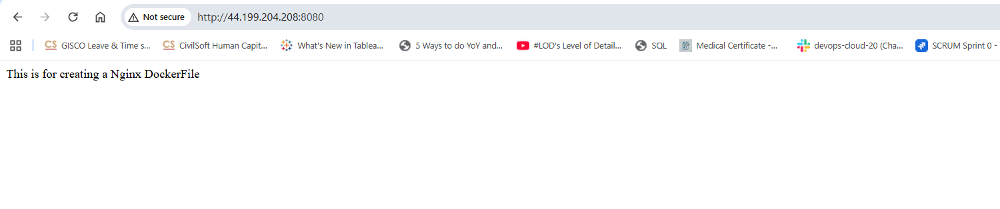 Not secure http://44.199.204.208:8080
GISCO Leave & Time s... CivilSoft Human Capit... What's New in Tablea... 5 Ways to do YoY and... #LOD's Level of Detail... SQL Medical Certificate -... devops-cloud-20 (Cha... SCRUM Sprint 0 -
This is for creating a Nginx DockerFile